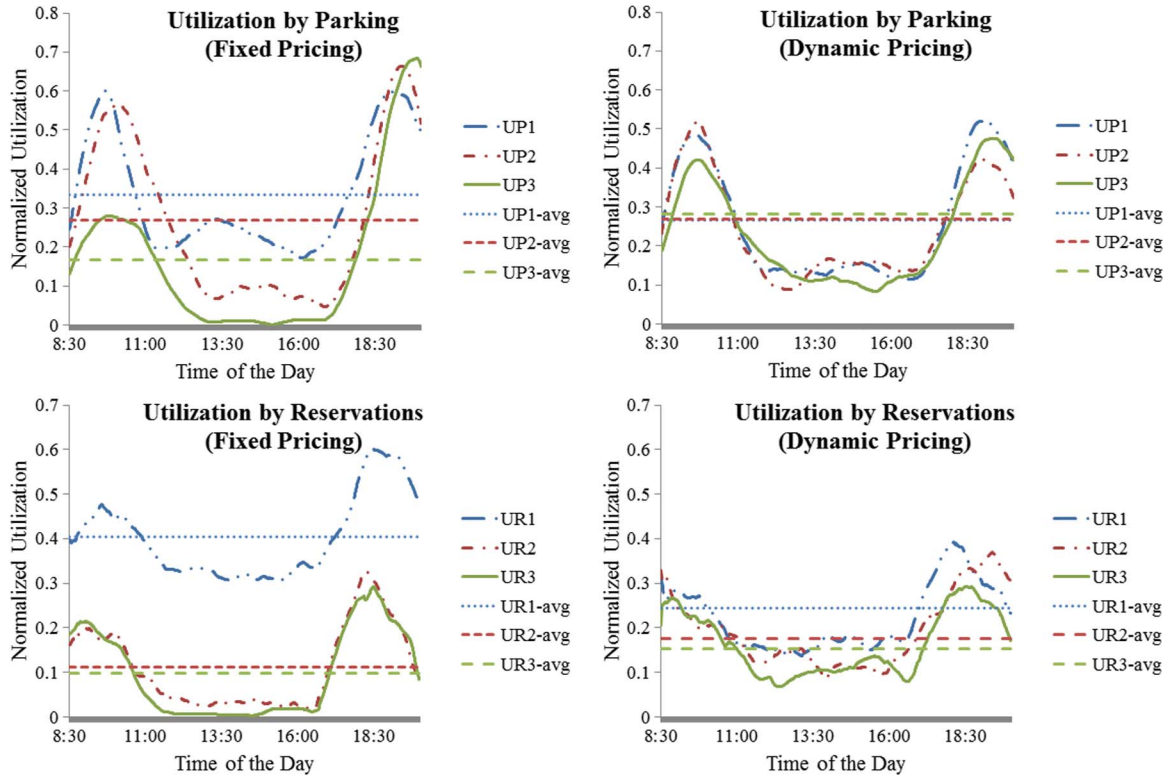 Utilization by Parking
(Fixed Pricing)
Normalized Utilization
0.8
0.7
0.6
0.5
0.4
0.3
0.2
0.1
0
8:30 11:00 13:30 16:00 18:30
Time of the Day
UP1
UP2
UP3
UP1-avg
UP2-avg
UP3-avg
Utilization by Parking
(Dynamic Pricing)
Normalized Utilization
0.8
0.7
0.6
0.5
0.4
0.3
0.2
0.1
0
8:30 11:00 13:30 16:00 18:30
Time of the Day
UP1
UP2
UP3
UP1-avg
UP2-avg
UP3-avg
Utilization by Reservations
(Fixed Pricing)
Normalized Utilization
0.7
0.6
0.5
0.4
0.3
0.2
0.1
0
8:30 11:00 13:30 16:00 18:30
Time of the Day
UR1
UR2
UR3
UR1-avg
UR2-avg
UR3-avg
Utilization by Reservations
(Dynamic Pricing)
Normalized Utilization
0.7
0.6
0.5
0.4
0.3
0.2
0.1
0
8:30 11:00 13:30 16:00 18:30
Time of the Day
UR1
UR2
UR3
UR1-avg
UR2-avg
UR3-avg